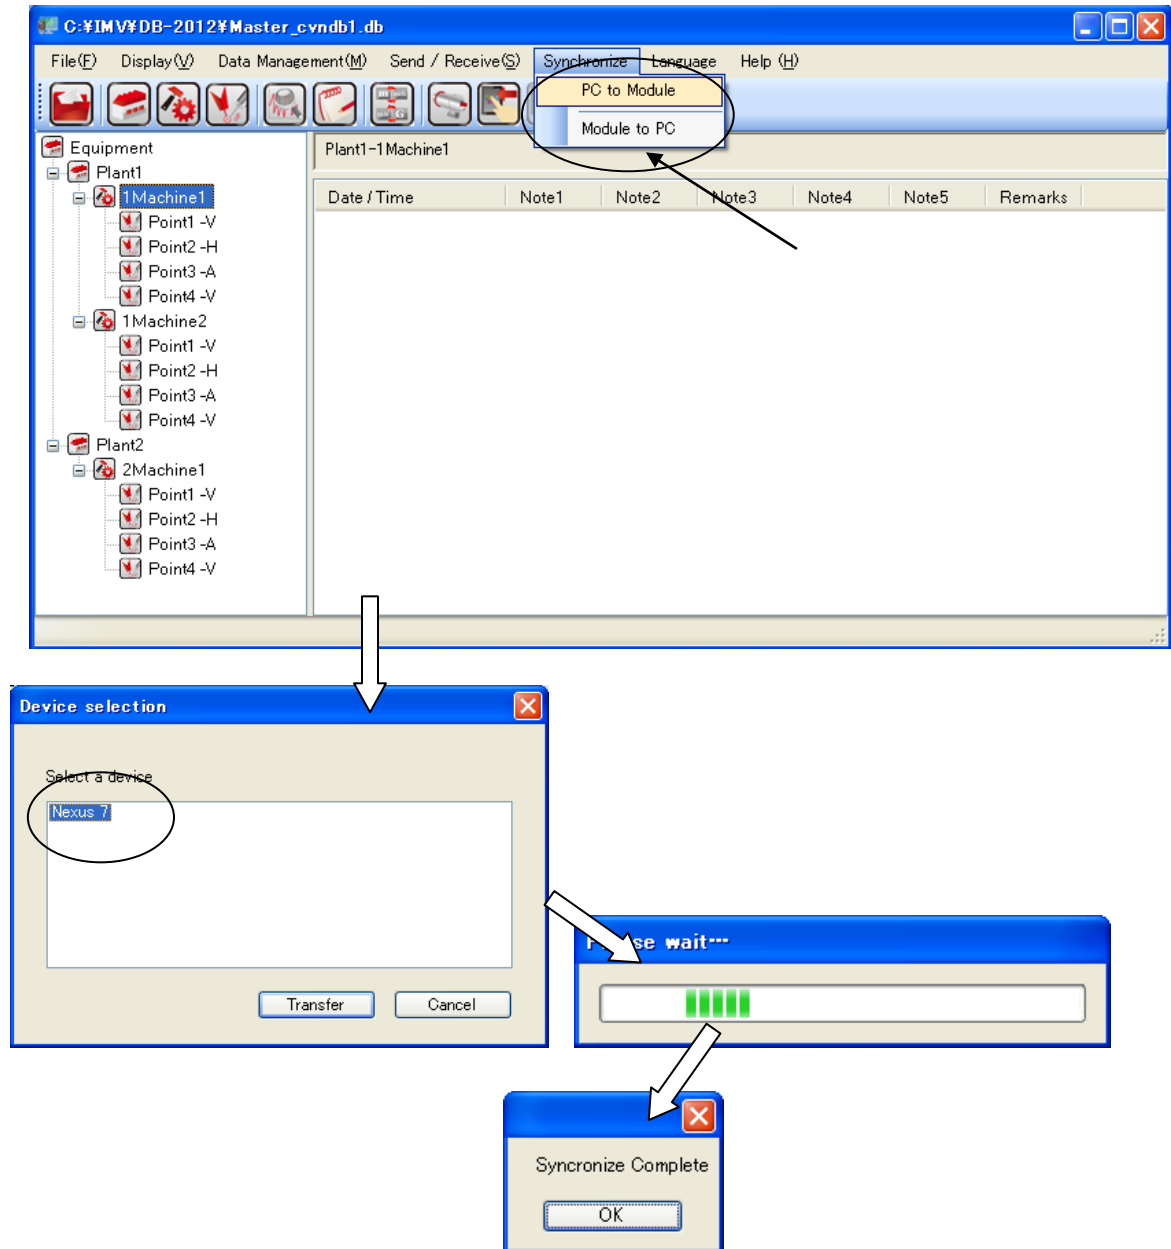 C:¥IMV¥DB-2012¥Master_cvndb1.db
File(F) Display(V) Data Management(M) Send / Receive(S) Synchronize Language Help (H)
PC to Module
Module to PC
Equipment
Plant1
1Machine1
Point1 -V
Point2 -H
Point3 -A
Point4 -V
1Machine2
Point1 -V
Point2 -H
Point3 -A
Point4 -V
Plant2
2Machine1
Point1 -V
Point2 -H
Point3 -A
Point4 -V
Plant1-1Machine1
Date / Time Note1 Note2 Note3 Note4 Note5 Remarks
Device selection
Select a device
Nexus 7
Transfer Cancel
Please wait···
Syncronize Complete
OK